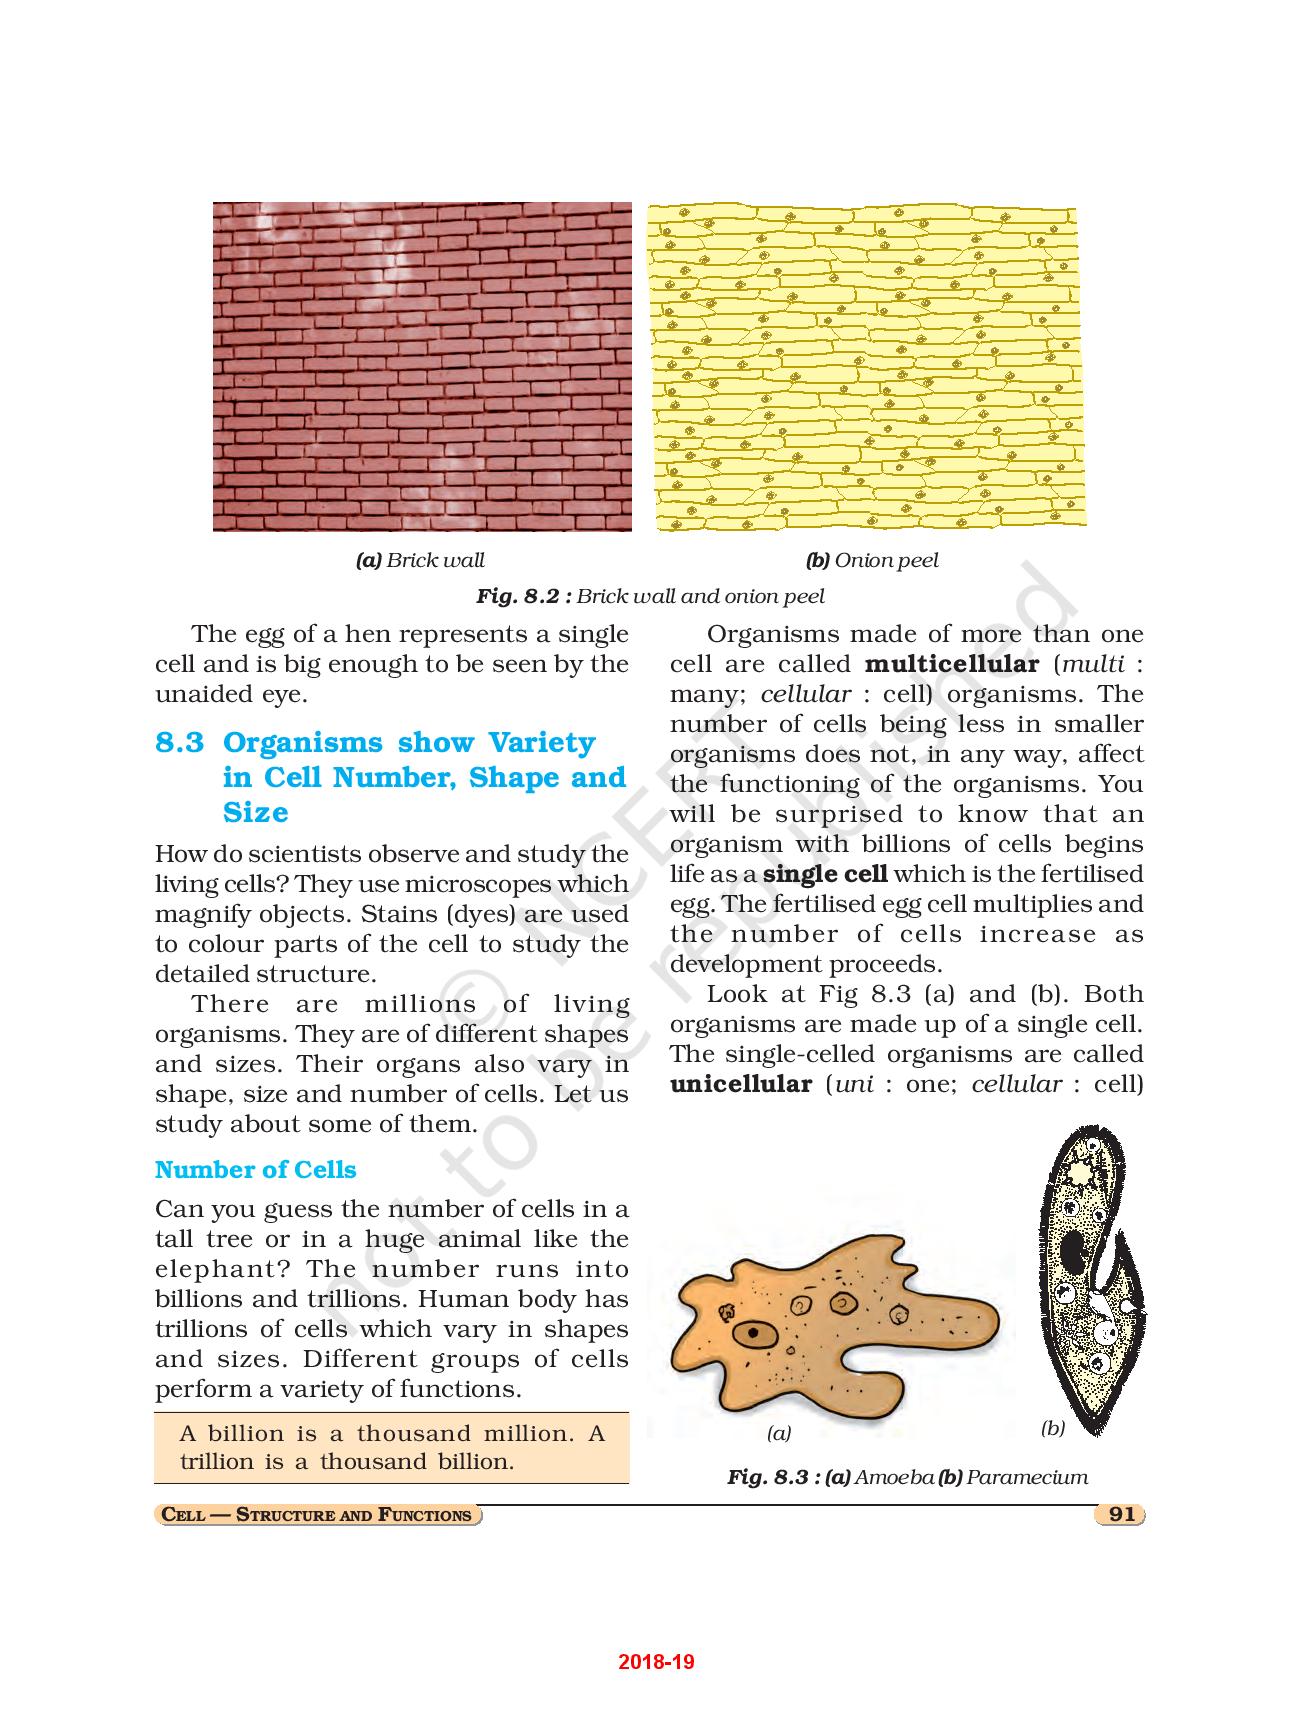 (a) Brick wall
(b) Onion peel
Fig. 8.2 : Brick wall and onion peel
The egg of a hen represents a single
cell and is big enough to be seen by the
unaided eye.
8.3 Organisms show Variety
in Cell Number, Shape and
Size
How do scientists observe and study the
living cells? They use microscopes which
magnify objects. Stains (dyes) are used
to colour parts of the cell to study the
detailed structure.
There are millions of living
organisms. They are of different shapes
and sizes. Their organs also vary in
shape, size and number of cells. Let us
study about some of them.
Number of Cells
Can you guess the number of cells in a
tall tree or in a huge animal like the
elephant? The number runs into
billions and trillions. Human body has
trillions of cells which vary in shapes
and sizes. Different groups of cells
perform a variety of functions.
A billion is a thousand million. A
trillion is a thousand billion.
Organisms made of more than one
cell are called multicellular (multi :
many; cellular : cell) organisms. The
number of cells being less in smaller
organisms does not, in any way, affect
the functioning of the organisms. You
will be surprised to know that an
organism with billions of cells begins
life as a single cell which is the fertilised
egg. The fertilised egg cell multiplies and
the number of cells increase as
development proceeds.
Look at Fig 8.3 (a) and (b). Both
organisms are made up of a single cell.
The single-celled organisms are called
unicellular (uni : one; cellular : cell)
(a)
(b)
Fig. 8.3 : (a) Amoeba (b) Paramecium
CELL — STRUCTURE AND FUNCTIONS
91
© NCERT
not to be republished
2018-19